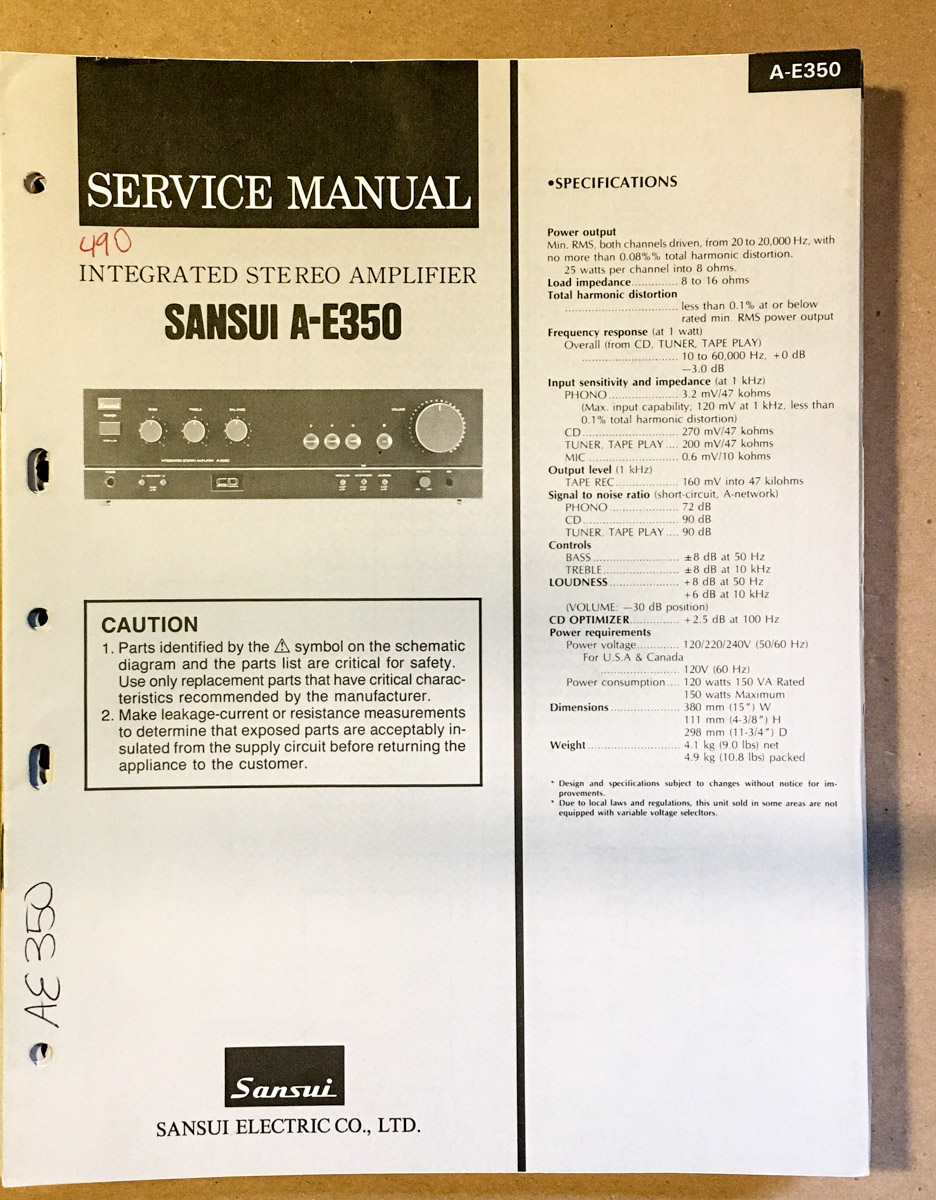 A-E350
SERVICE MANUAL
490
INTEGRATED STEREO AMPLIFIER
SANSUI A-E350
Sansui
POWER
BASS
TREBLE
BALANCE
VOLUME
INTEGRATED STEREO AMPLIFIER A-E350
CD
CAUTION
1. Parts identified by the ⚠ symbol on the schematic
diagram and the parts list are critical for safety.
Use only replacement parts that have critical charac-
teristics recommended by the manufacturer.
2. Make leakage-current or resistance measurements
to determine that exposed parts are acceptably in-
sulated from the supply circuit before returning the
appliance to the customer.
AE 350
Sansui
SANSUI ELECTRIC CO., LTD.
•SPECIFICATIONS
Power output
Min. RMS, both channels driven, from 20 to 20,000 Hz, with
no more than 0.08%% total harmonic distortion.
25 watts per channel into 8 ohms.
Load impedance.............. 8 to 16 ohms
Total harmonic distortion
.............................. less than 0.1% at or below
rated min. RMS power output
Frequency response (at 1 watt)
Overall (from CD, TUNER, TAPE PLAY)
.......................... 10 to 60,000 Hz, +0 dB
−3.0 dB
Input sensitivity and impedance (at 1 kHz)
PHONO................... 3.2 mV/47 kohms
(Max. input capability; 120 mV at 1 kHz, less than
0.1% total harmonic distortion)
CD.......................... 270 mV/47 kohms
TUNER, TAPE PLAY.... 200 mV/47 kohms
MIC ........................ 0.6 mV/10 kohms
Output level (1 kHz)
TAPE REC................. 160 mV into 47 kilohms
Signal to noise ratio (short-circuit, A-network)
PHONO .................. 72 dB
CD.......................... 90 dB
TUNER, TAPE PLAY.... 90 dB
Controls
BASS........................ ±8 dB at 50 Hz
TREBLE..................... ±8 dB at 10 kHz
LOUDNESS................... +8 dB at 50 Hz
+6 dB at 10 kHz
(VOLUME: −30 dB position)
CD OPTIMIZER.............. +2.5 dB at 100 Hz
Power requirements
Power voltage............ 120/220/240V (50/60 Hz)
For U.S.A & Canada
...................... 120V (60 Hz)
Power consumption.... 120 watts 150 VA Rated
150 watts Maximum
Dimensions................... 380 mm (15") W
111 mm (4-3/8") H
298 mm (11-3/4") D
Weight......................... 4.1 kg (9.0 lbs) net
4.9 kg (10.8 lbs) packed
* Design and specifications subject to changes without notice for im-
provements.
* Due to local laws and regulations, this unit sold in some areas are not
equipped with variable voltage selecltors.